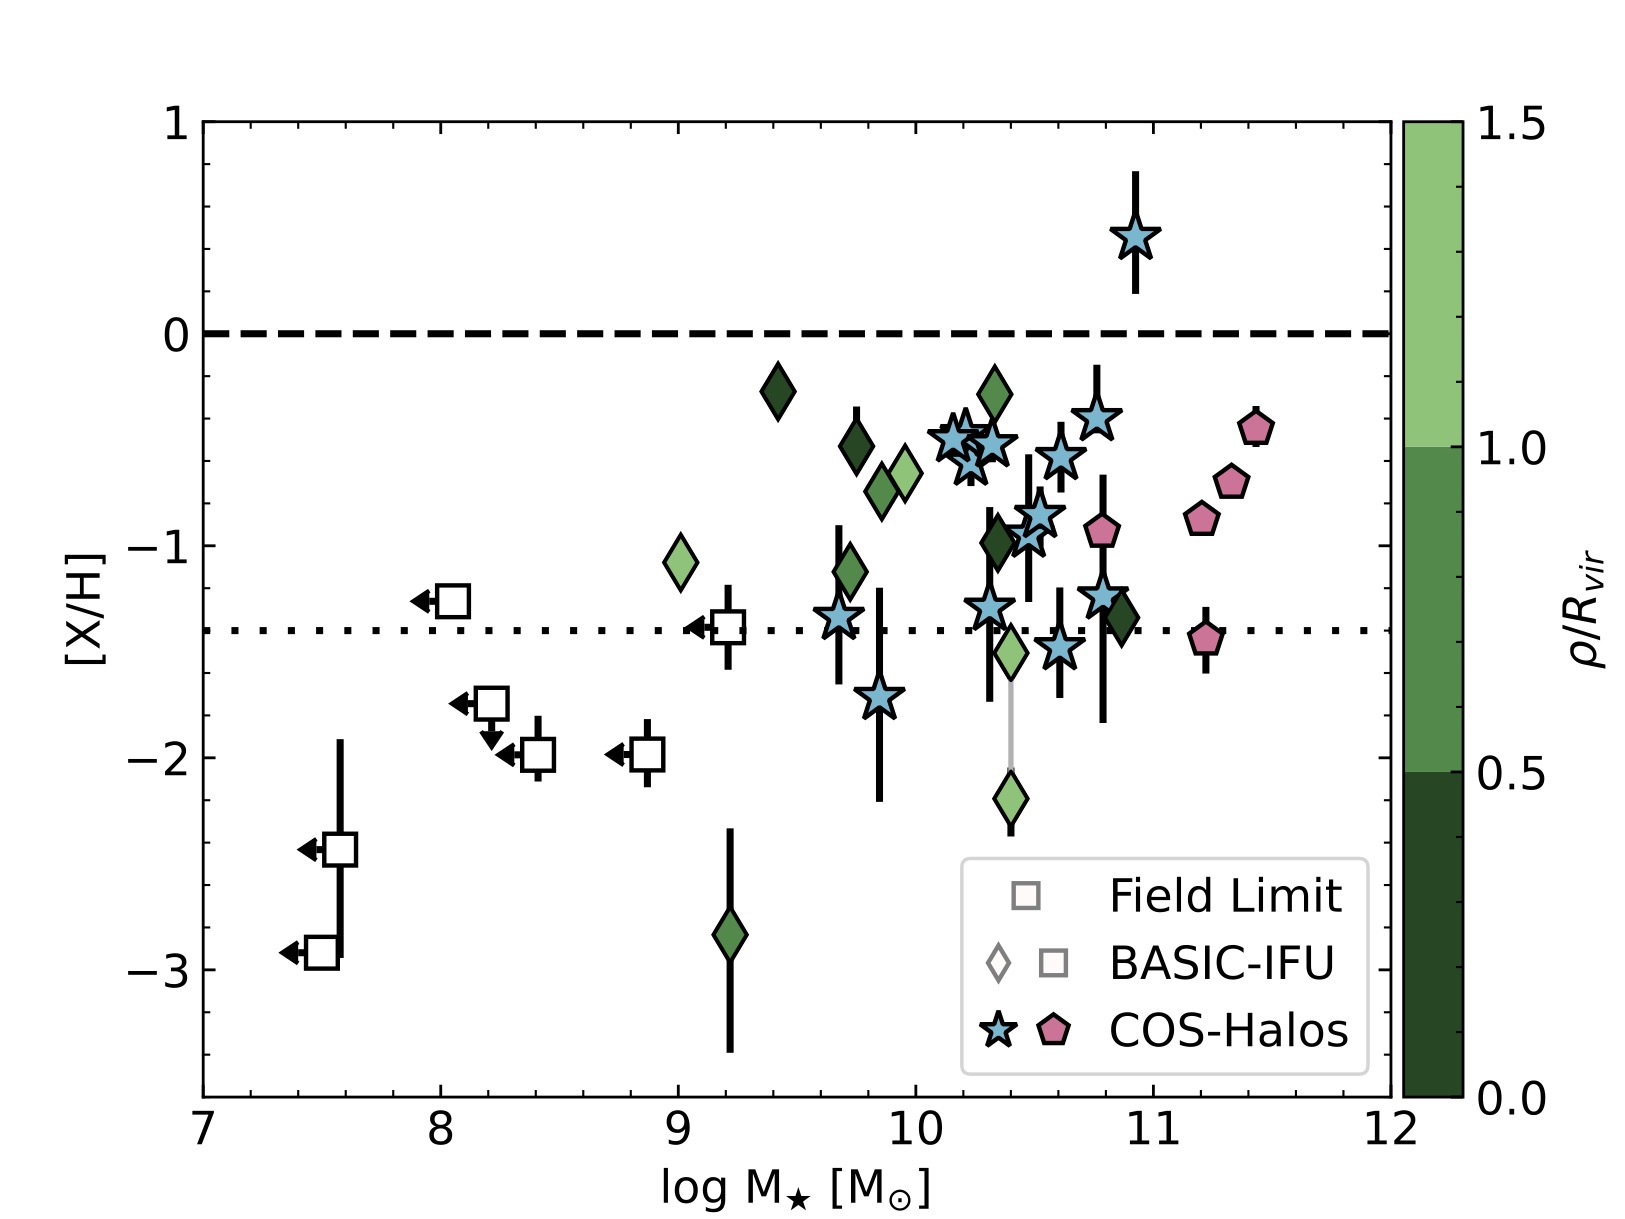 1
0
−1
−2
−3
[X/H]
7 8 9 10 11 12
log M★ [M⊙]
Field Limit
BASIC-IFU
COS-Halos
1.5
1.0
0.5
0.0
ρ/Rvir